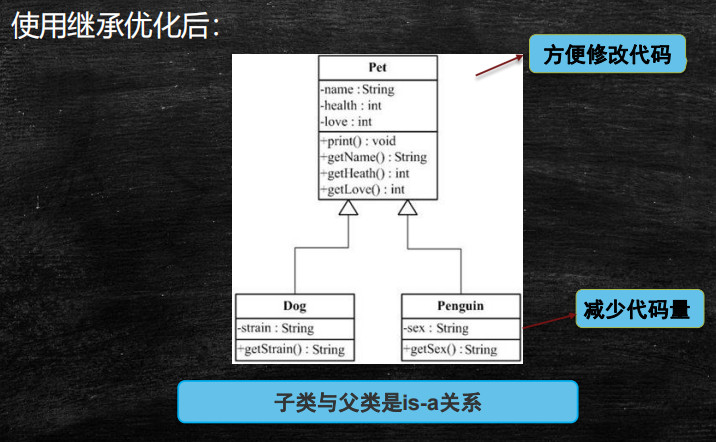 使用继承优化后：
方便修改代码
Pet
-name : String
-health : int
-love : int
+print() : void
+getName() : String
+getHeath() : int
+getLove() : int
Dog
-strain : String
+getStrain() : String
Penguin
-sex : String
+getSex() : String
减少代码量
子类与父类是is-a关系